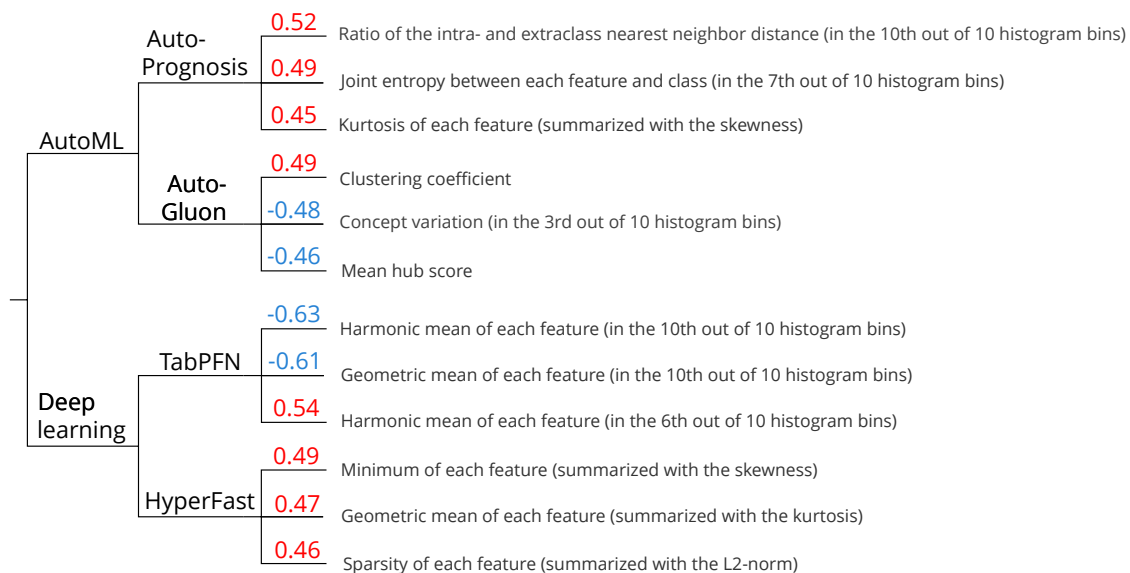 0.52
Auto-
Prognosis
Ratio of the intra- and extraclass nearest neighbor distance (in the 10th out of 10 histogram bins)
0.49
Joint entropy between each feature and class (in the 7th out of 10 histogram bins)
0.45
Kurtosis of each feature (summarized with the skewness)
AutoML
0.49
Clustering coefficient
Auto-
Gluon
-0.48
Concept variation (in the 3rd out of 10 histogram bins)
-0.46
Mean hub score
-0.63
Harmonic mean of each feature (in the 10th out of 10 histogram bins)
TabPFN
-0.61
Geometric mean of each feature (in the 10th out of 10 histogram bins)
0.54
Harmonic mean of each feature (in the 6th out of 10 histogram bins)
Deep
learning
0.49
Minimum of each feature (summarized with the skewness)
HyperFast
0.47
Geometric mean of each feature (summarized with the kurtosis)
0.46
Sparsity of each feature (summarized with the L2-norm)